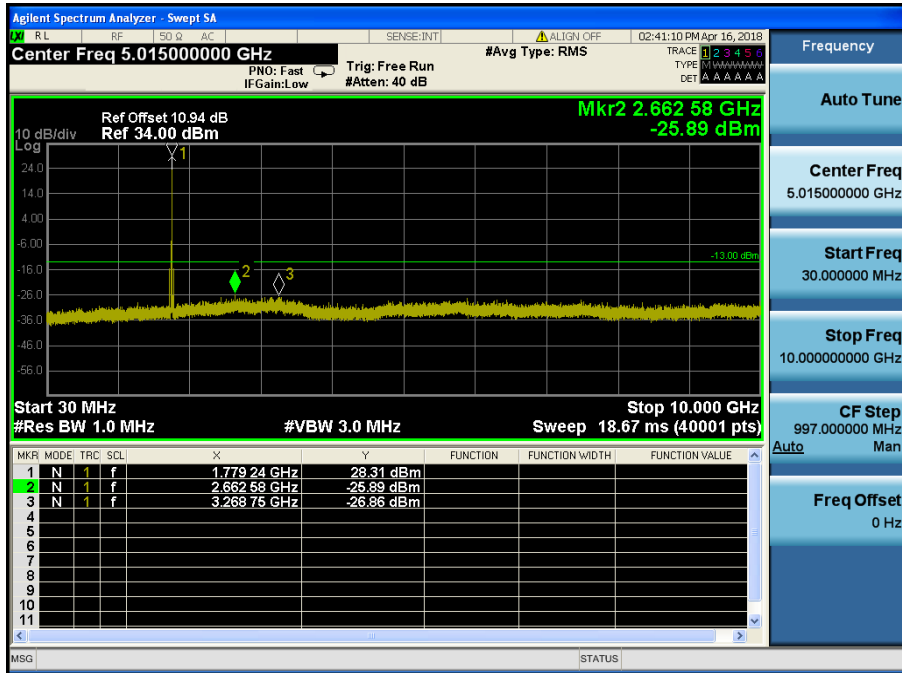 Agilent Spectrum Analyzer - Swept SA
LXI RL RF 50 Ω AC SENSE:INT ALIGN OFF 02:41:10 PM Apr 16, 2018
Center Freq 5.015000000 GHz
PNO: Fast
IFGain:Low
Trig: Free Run
#Atten: 40 dB
#Avg Type: RMS
TRACE 1 2 3 4 5 6
TYPE M W W W W W
DET A A A A A A
Frequency
Auto Tune
Center Freq
5.015000000 GHz
Start Freq
30.000000 MHz
Stop Freq
10.000000000 GHz
CF Step
997.000000 MHz
Auto Man
Freq Offset
0 Hz
Mkr2 2.662 58 GHz
-25.89 dBm
Ref Offset 10.94 dB
10 dB/div Ref 34.00 dBm
Log
1
24.0
14.0
4.00
-6.00
-13.00 dBm
-16.0
2 3
-26.0
-36.0
-46.0
-56.0
Start 30 MHz Stop 10.000 GHz
#Res BW 1.0 MHz #VBW 3.0 MHz Sweep 18.67 ms (40001 pts)
MKR MODE TRC SCL X Y FUNCTION FUNCTION WIDTH FUNCTION VALUE
1 N 1 f 1.779 24 GHz 28.31 dBm
2 N 1 f 2.662 58 GHz -25.89 dBm
3 N 1 f 3.268 75 GHz -26.86 dBm
4
5
6
7
8
9
10
11
MSG STATUS